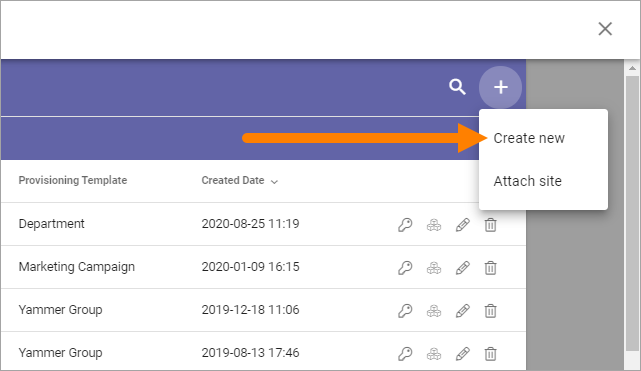 Create new
Attach site
Provisioning Template Created Date
Department 2020-08-25 11:19
Marketing Campaign 2020-01-09 16:15
Yammer Group 2019-12-18 11:06
Yammer Group 2019-08-13 17:46